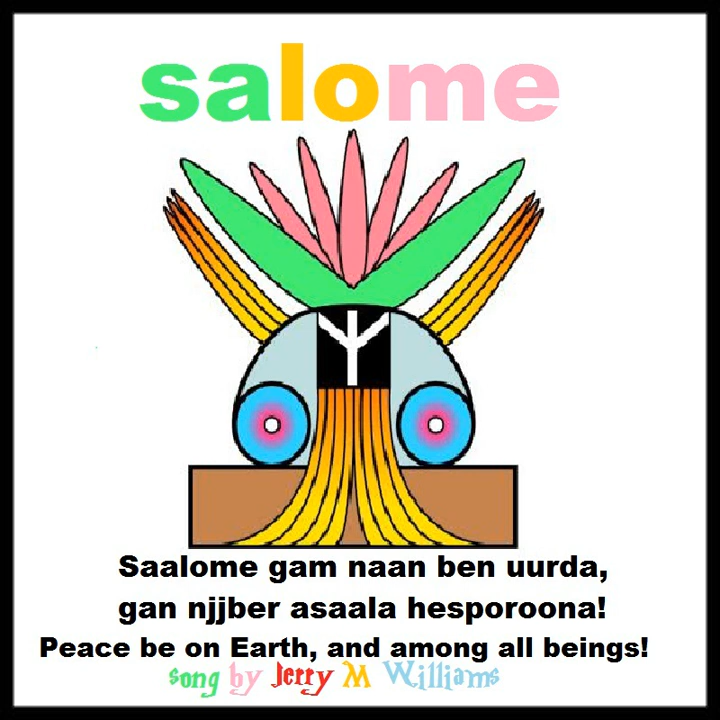 salome
Saalome gam naan ben uurda,
gan njjber asaala hesporoona!
Peace be on Earth, and among all beings!
song by Jerry M Williams